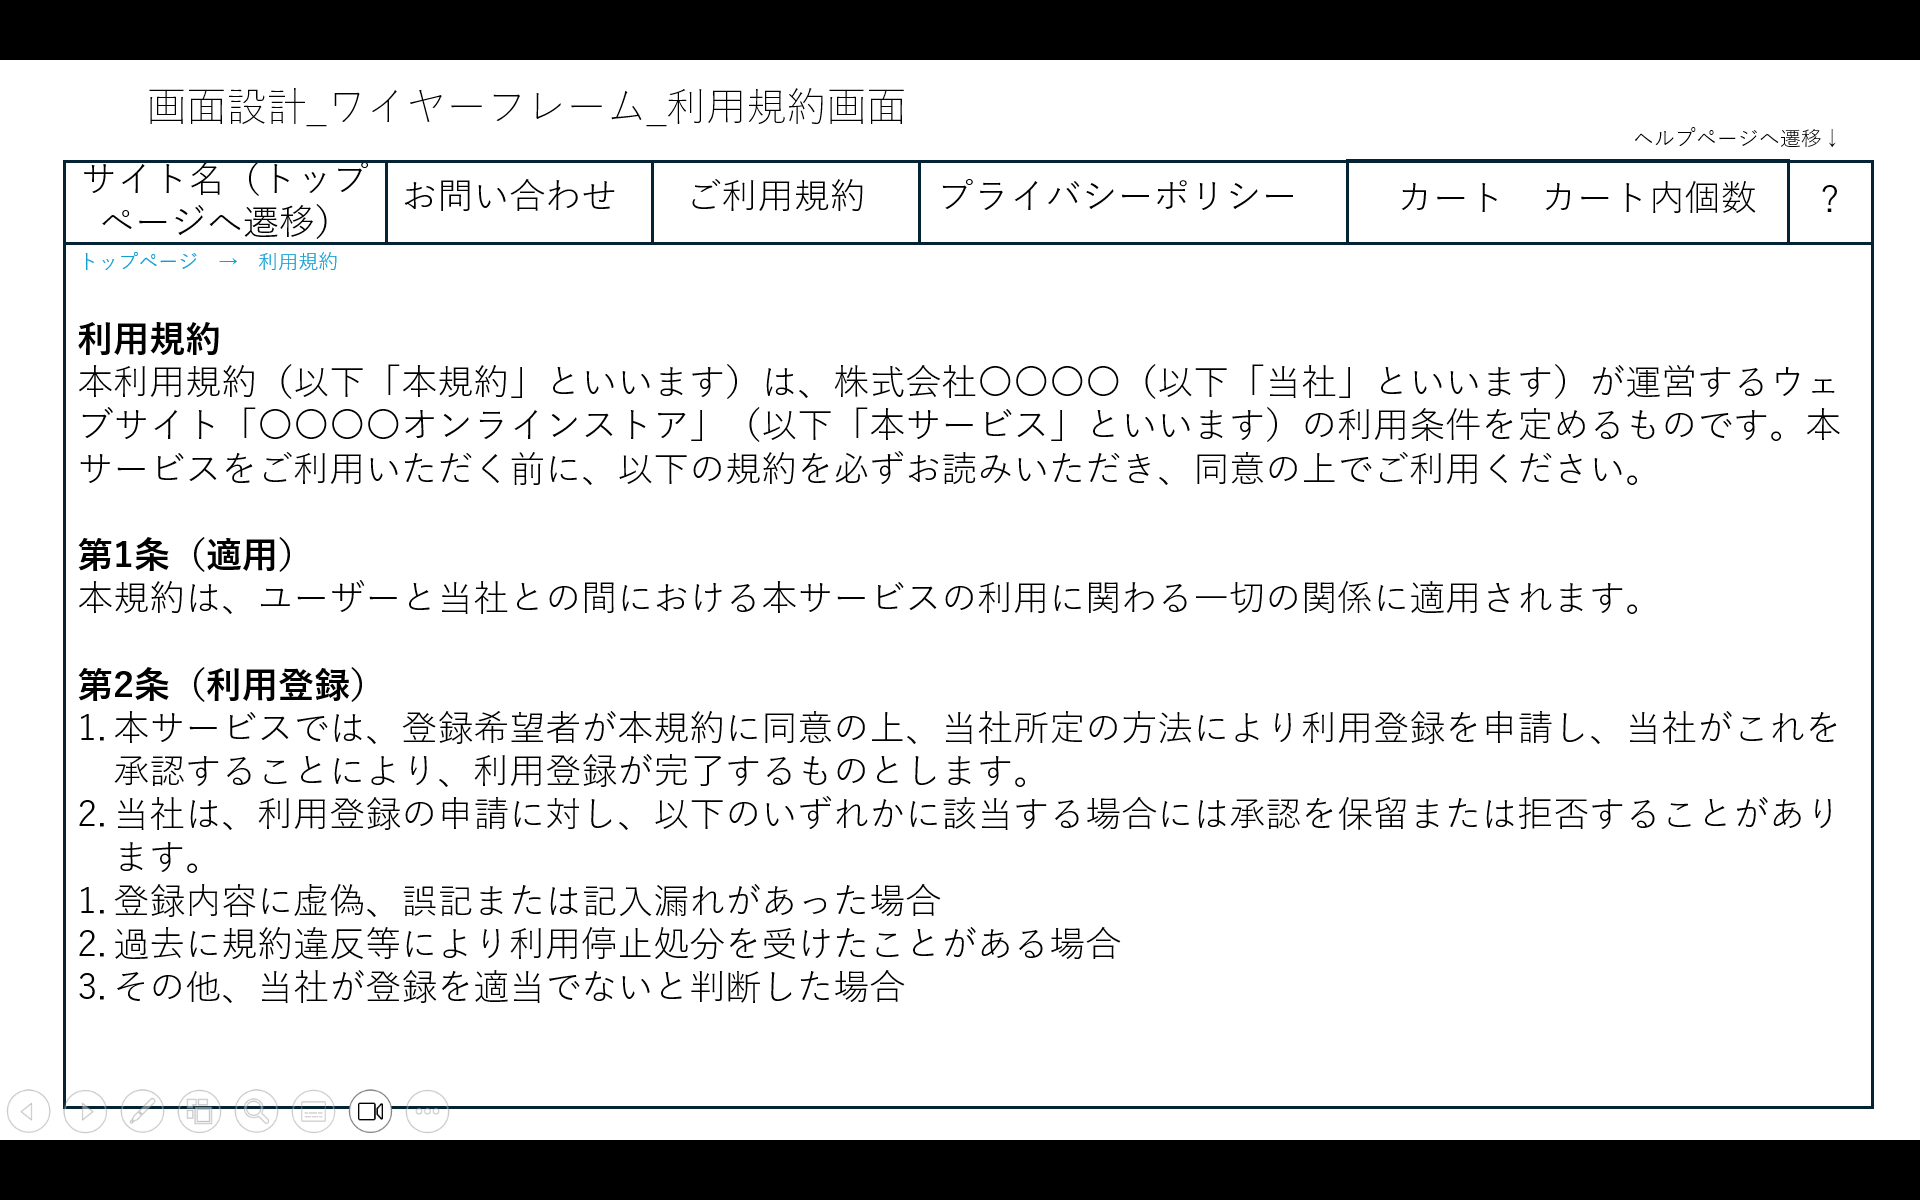 画面設計_ワイヤーフレーム_利用規約画面
ヘルプページへ遷移↓
サイト名（トップ
ページへ遷移）
お問い合わせ
ご利用規約
プライバシーポリシー
カート　カート内個数
？
トップページ　→　利用規約
利用規約
本利用規約（以下「本規約」といいます）は、株式会社〇〇〇〇（以下「当社」といいます）が運営するウェ
ブサイト「〇〇〇〇オンラインストア」（以下「本サービス」といいます）の利用条件を定めるものです。本
サービスをご利用いただく前に、以下の規約を必ずお読みいただき、同意の上でご利用ください。
第1条（適用）
本規約は、ユーザーと当社との間における本サービスの利用に関わる一切の関係に適用されます。
第2条（利用登録）
1. 本サービスでは、登録希望者が本規約に同意の上、当社所定の方法により利用登録を申請し、当社がこれを
承認することにより、利用登録が完了するものとします。
2. 当社は、利用登録の申請に対し、以下のいずれかに該当する場合には承認を保留または拒否することがあり
ます。
1. 登録内容に虚偽、誤記または記入漏れがあった場合
2. 過去に規約違反等により利用停止処分を受けたことがある場合
3. その他、当社が登録を適当でないと判断した場合